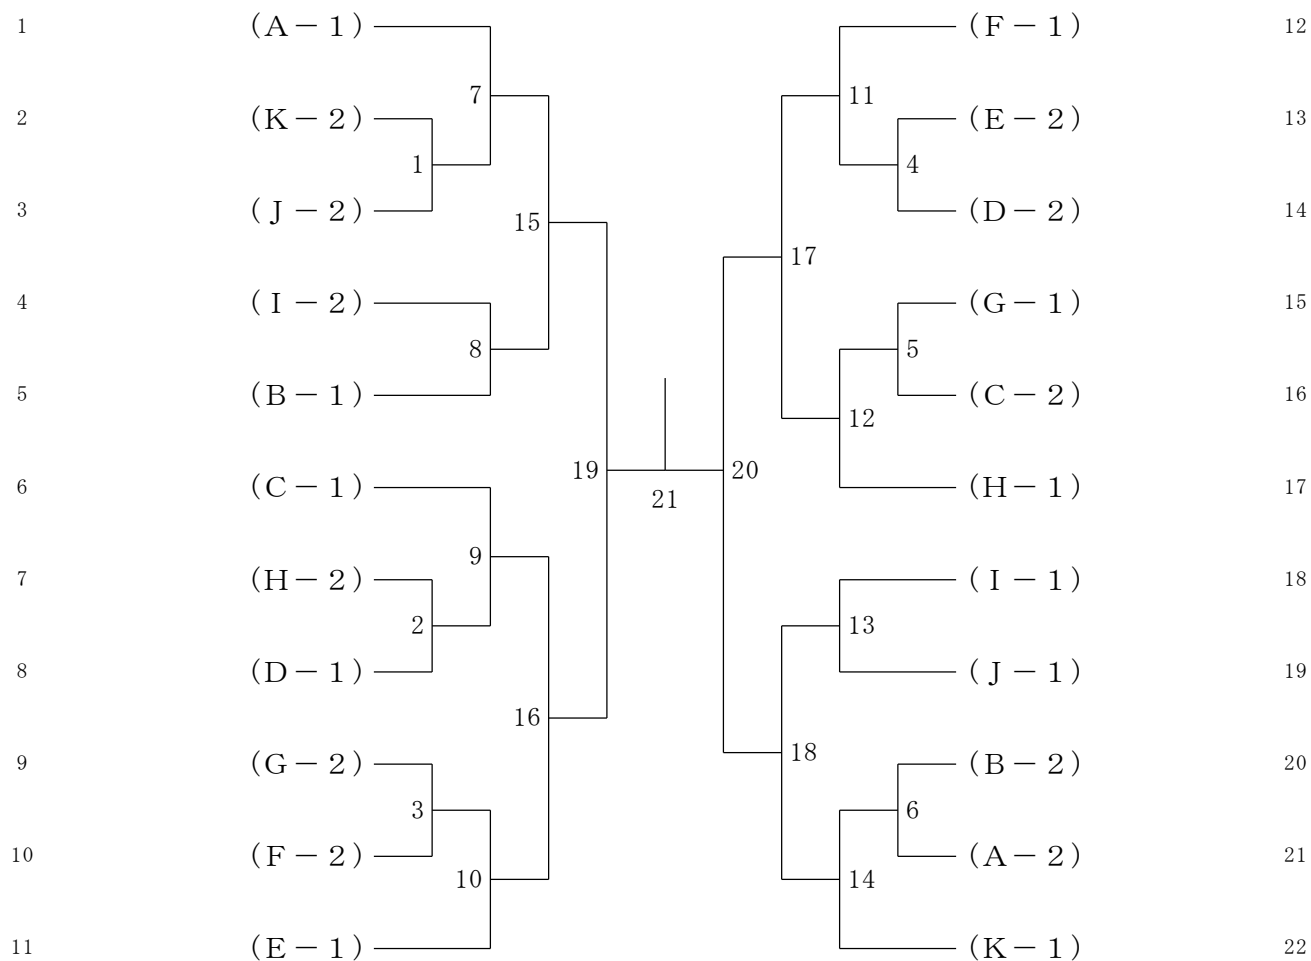 1 (A－1) (F－1) 12
7 11
2 (K－2) (E－2) 13
1 4
3 (J－2) (D－2) 14
15
17
4 (I－2) (G－1) 15
8 5
5 (B－1) (C－2) 16
12
19 20
6 (C－1) 21 (H－1) 17
9
7 (H－2) (I－1) 18
2 13
8 (D－1) (J－1) 19
16
18
9 (G－2) (B－2) 20
3 6
10 (F－2) (A－2) 21
10 14
11 (E－1) (K－1) 22